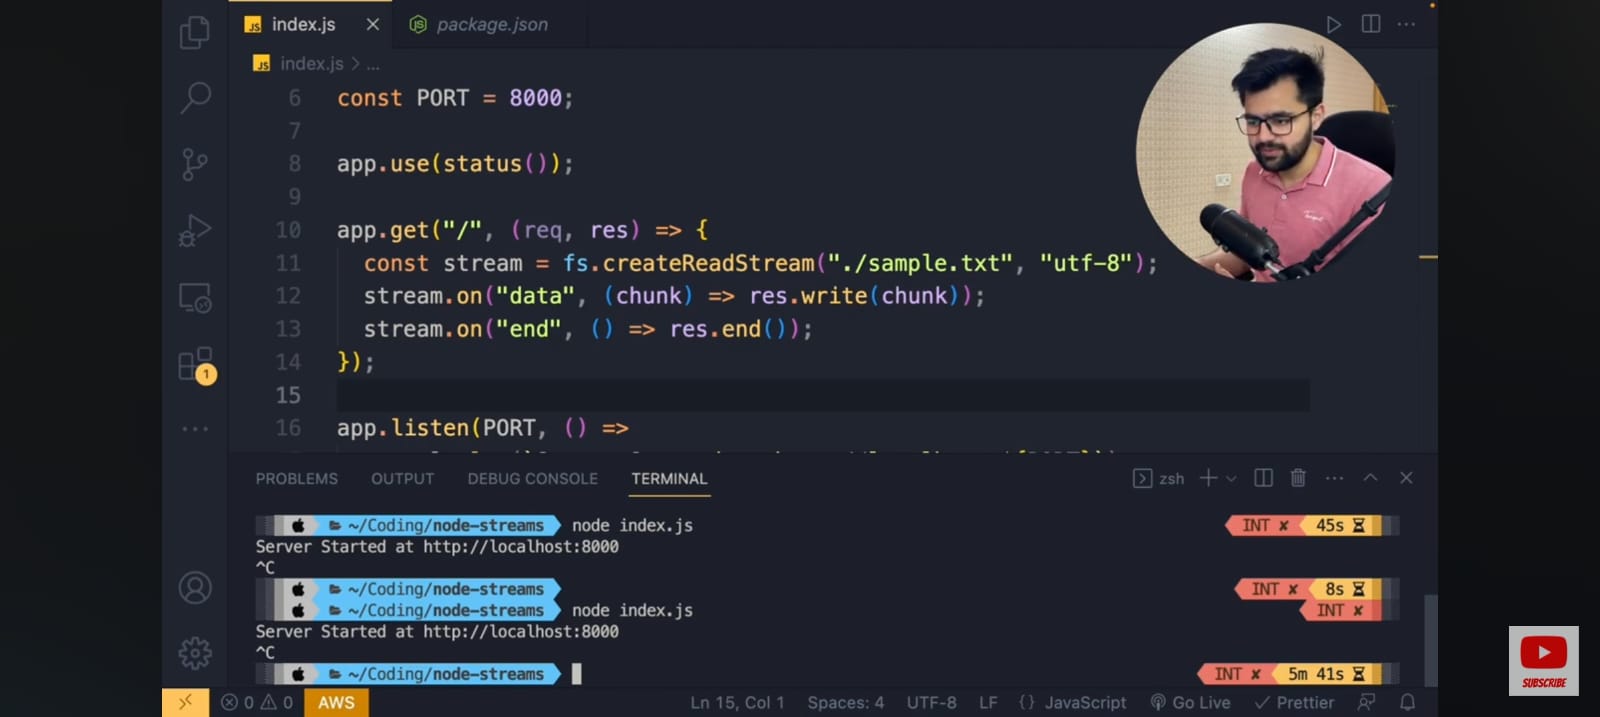 JS index.js × package.json
JS index.js > ...
6 const PORT = 8000;
7
8 app.use(status());
9
10 app.get("/", (req, res) => {
11 const stream = fs.createReadStream("./sample.txt", "utf-8");
12 stream.on("data", (chunk) => res.write(chunk));
13 stream.on("end", () => res.end());
14 });
15
16 app.listen(PORT, () =>
1
PROBLEMS OUTPUT DEBUG CONSOLE TERMINAL zsh
~/Coding/node-streams node index.js INT ✘ 45s
Server Started at http://localhost:8000
^C
~/Coding/node-streams INT ✘ 8s
~/Coding/node-streams node index.js INT ✘
Server Started at http://localhost:8000
^C
~/Coding/node-streams INT ✘ 5m 41s
0 0 AWS Ln 15, Col 1 Spaces: 4 UTF-8 LF {} JavaScript Go Live ✓ Prettier
SUBSCRIBE